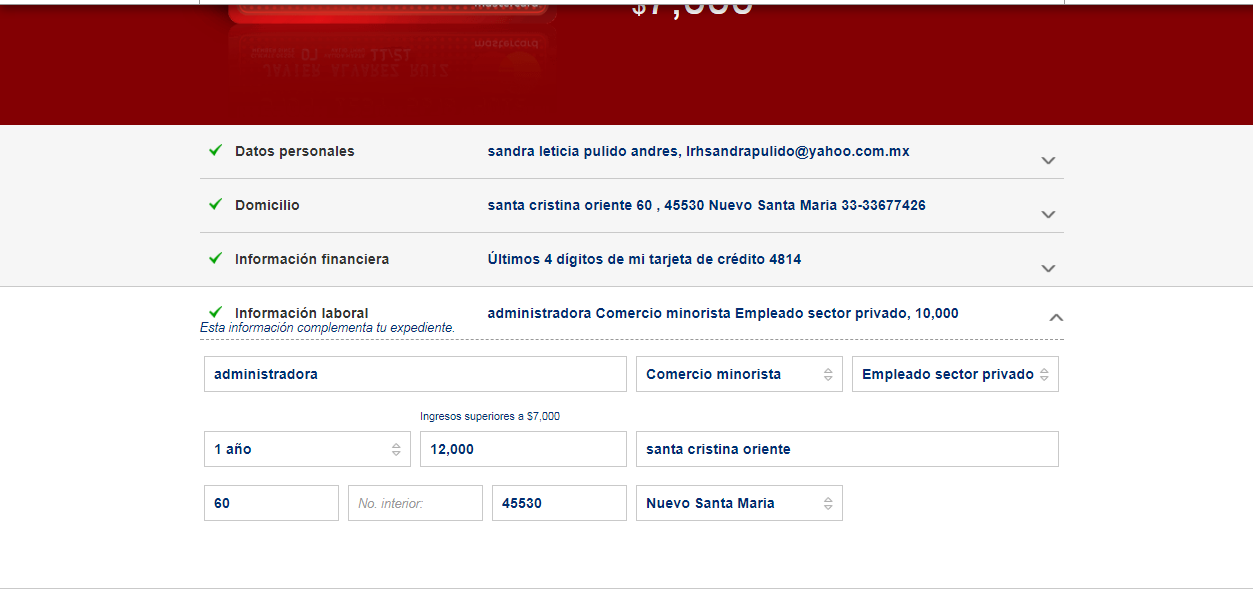 Datos personales sandra leticia pulido andres, lrhsandrapulido@yahoo.com.mx
Domicilio santa cristina oriente 60 , 45530 Nuevo Santa Maria 33-33677426
Información financiera Últimos 4 dígitos de mi tarjeta de crédito 4814
Información laboral administradora Comercio minorista Empleado sector privado, 10,000
Esta información complementa tu expediente.
administradora Comercio minorista Empleado sector privado
Ingresos superiores a $7,000
1 año 12,000 santa cristina oriente
60 No. interior: 45530 Nuevo Santa Maria